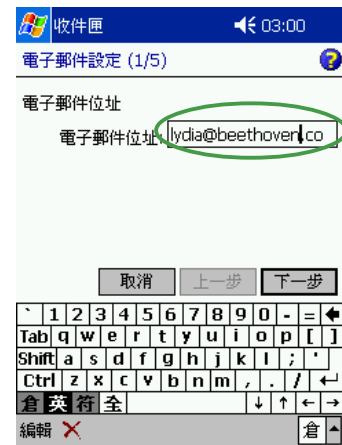 收件匣 03:00
電子郵件設定 (1/5)
電子郵件位址
電子郵件位址: lydia@beethoven.co
取消 上一步 下一步
` 1 2 3 4 5 6 7 8 9 0 - =
Tab q w e r t y u i o p [ ]
Shift a s d f g h j k l ; '
Ctrl z x c v b n m , . / ↵
倉 英 符 全 ↓ ↑ ← →
編輯 倉